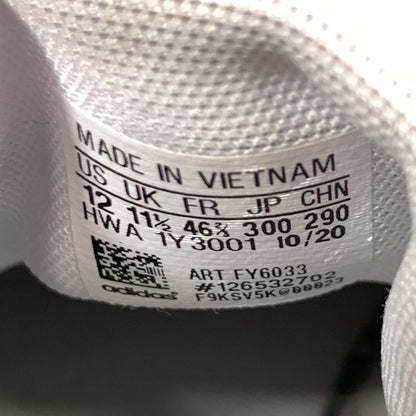 MADE IN VIETNAM
US UK FR JP CHN
12 11½ 46⅔ 300 290
HWA 1Y3001 10/20
ART FY6033
#126532702
F9KSV5K@00023
adidas